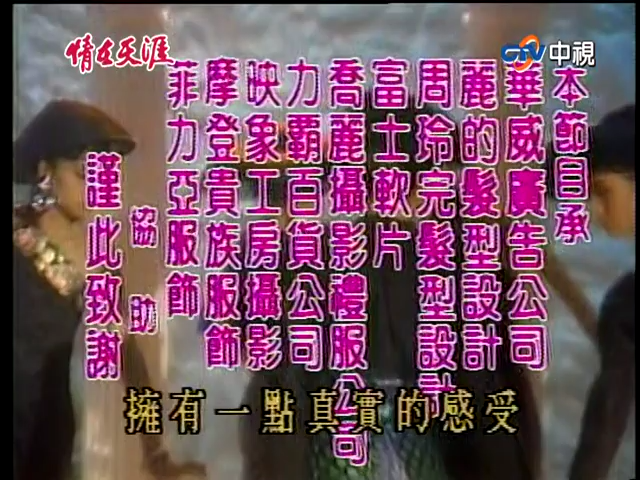 情在天涯
CTV中視
本節目承
華威廣告公司
麗的髮型設計
周玲完髮型設計
富士軟片
喬麗攝影禮服公司
力霸百貨公司
映象工房攝影
摩登貴族服飾
菲力亞服飾
協助
謹此致謝
擁有一點真實的感受